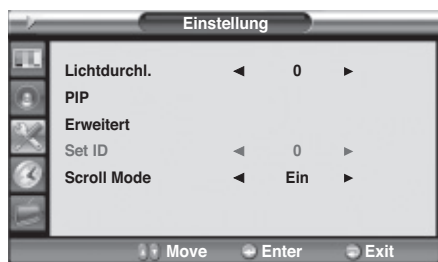 Einstellung
Lichtdurchl. ◄ 0 ►
PIP
Erweitert
Set ID ◄ 0 ►
Scroll Mode ◄ Ein ►
Move Enter Exit